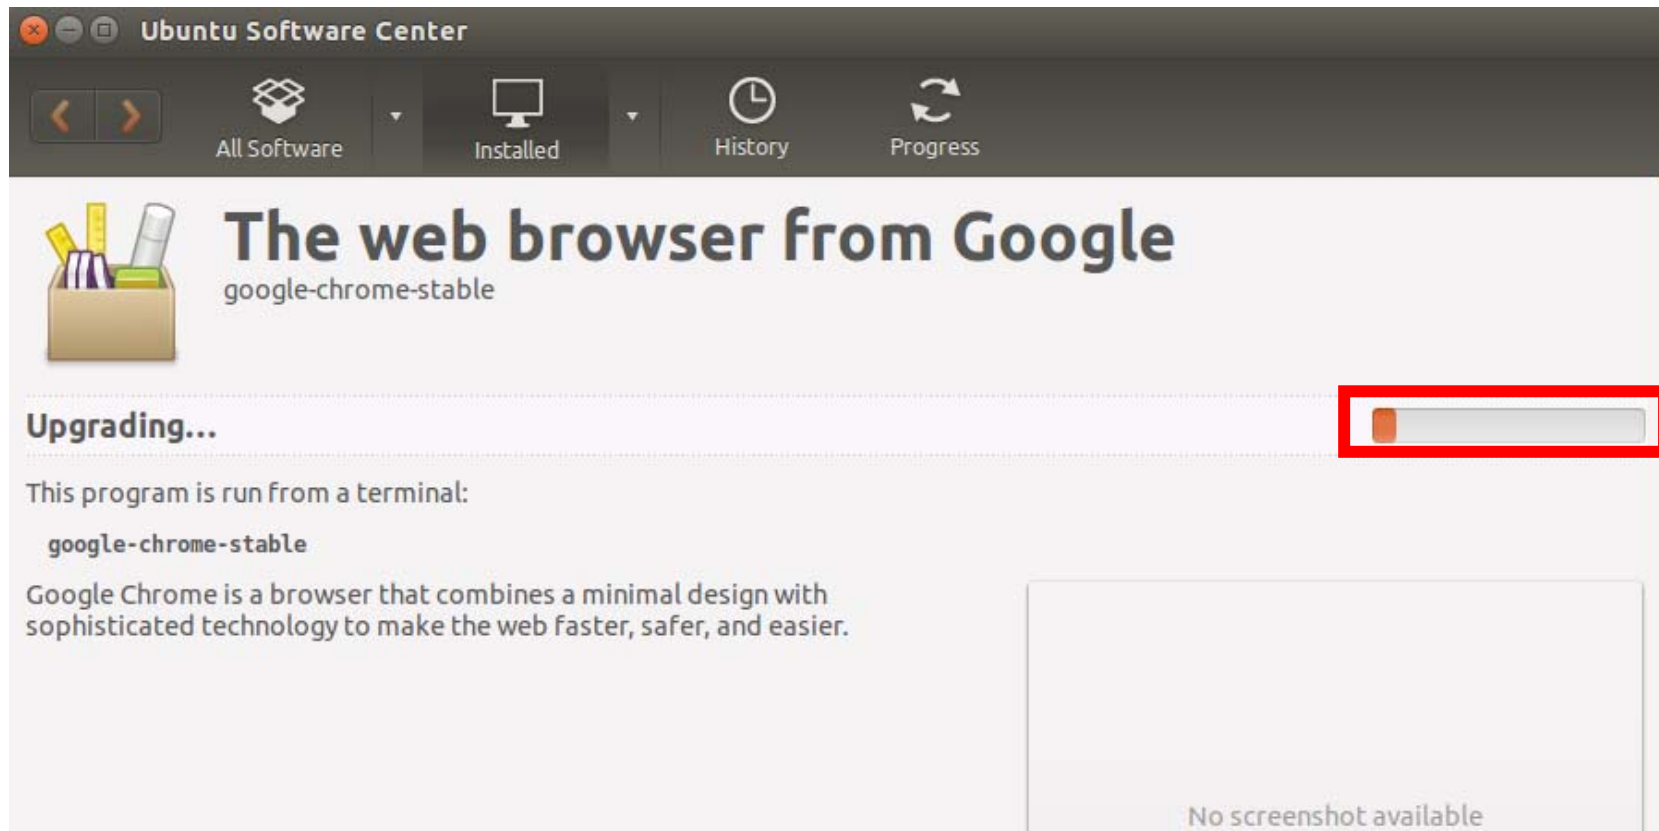 Ubuntu Software Center
All Software
Installed
History
Progress
The web browser from Google
google-chrome-stable
Upgrading...
This program is run from a terminal:
google-chrome-stable
Google Chrome is a browser that combines a minimal design with
sophisticated technology to make the web faster, safer, and easier.
No screenshot available